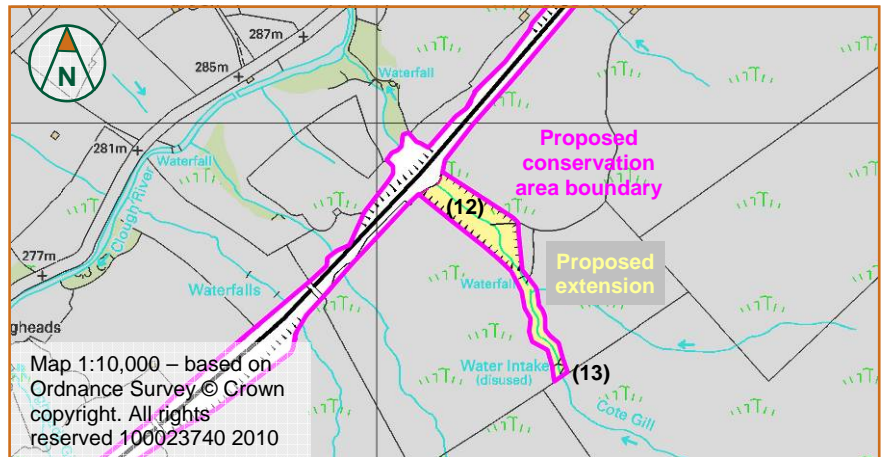 N
287m
285m
Waterfall
281m
Waterfall
Clough River
277m
Waterfalls
gheads
Proposed
conservation
area boundary
(12)
Proposed
extension
Waterfall
Water Intake
(disused)
(13)
Cote Gill
Map 1:10,000 – based on
Ordnance Survey © Crown
copyright. All rights
reserved 100023740 2010